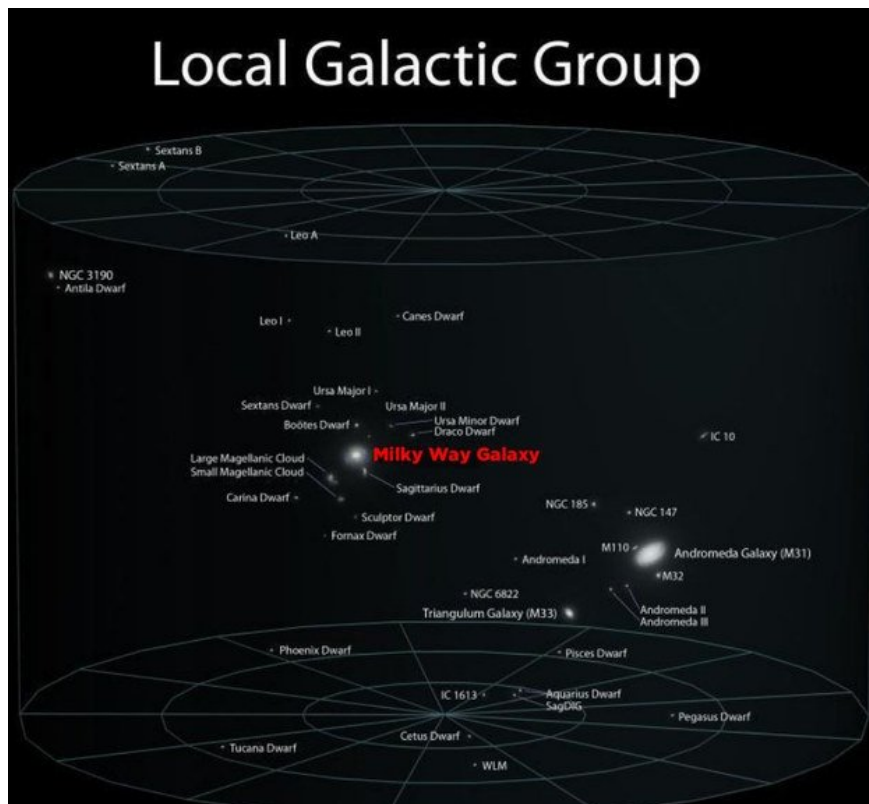 Local Galactic Group
Sextans B
Sextans A
Leo A
NGC 3190
Antila Dwarf
Canes Dwarf
Leo I
Leo II
Ursa Major I
Sextans Dwarf
Ursa Major II
Boötes Dwarf
Ursa Minor Dwarf
Draco Dwarf
IC 10
Milky Way Galaxy
Large Magellanic Cloud
Small Magellanic Cloud
Sagittarius Dwarf
Carina Dwarf
NGC 185
NGC 147
Sculptor Dwarf
Fornax Dwarf
M110
Andromeda Galaxy (M31)
Andromeda I
M32
NGC 6822
Andromeda II
Triangulum Galaxy (M33)
Andromeda III
Phoenix Dwarf
Pisces Dwarf
IC 1613
Aquarius Dwarf
SagDIG
Pegasus Dwarf
Cetus Dwarf
Tucana Dwarf
WLM